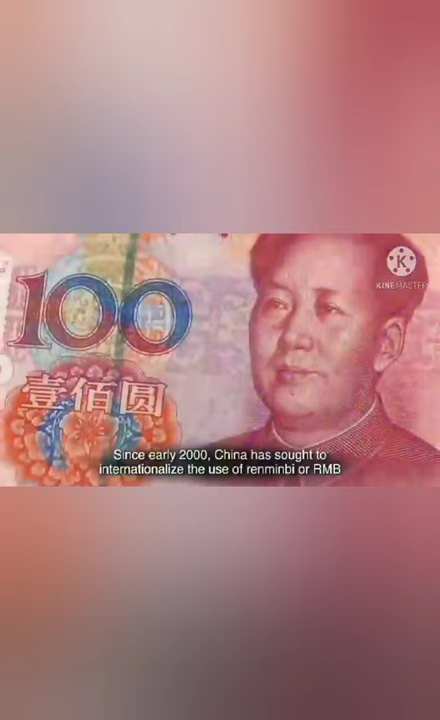 100
K
KINEMASTER
壹佰圆
Since early 2000, China has sought to
internationalize the use of renminbi or RMB